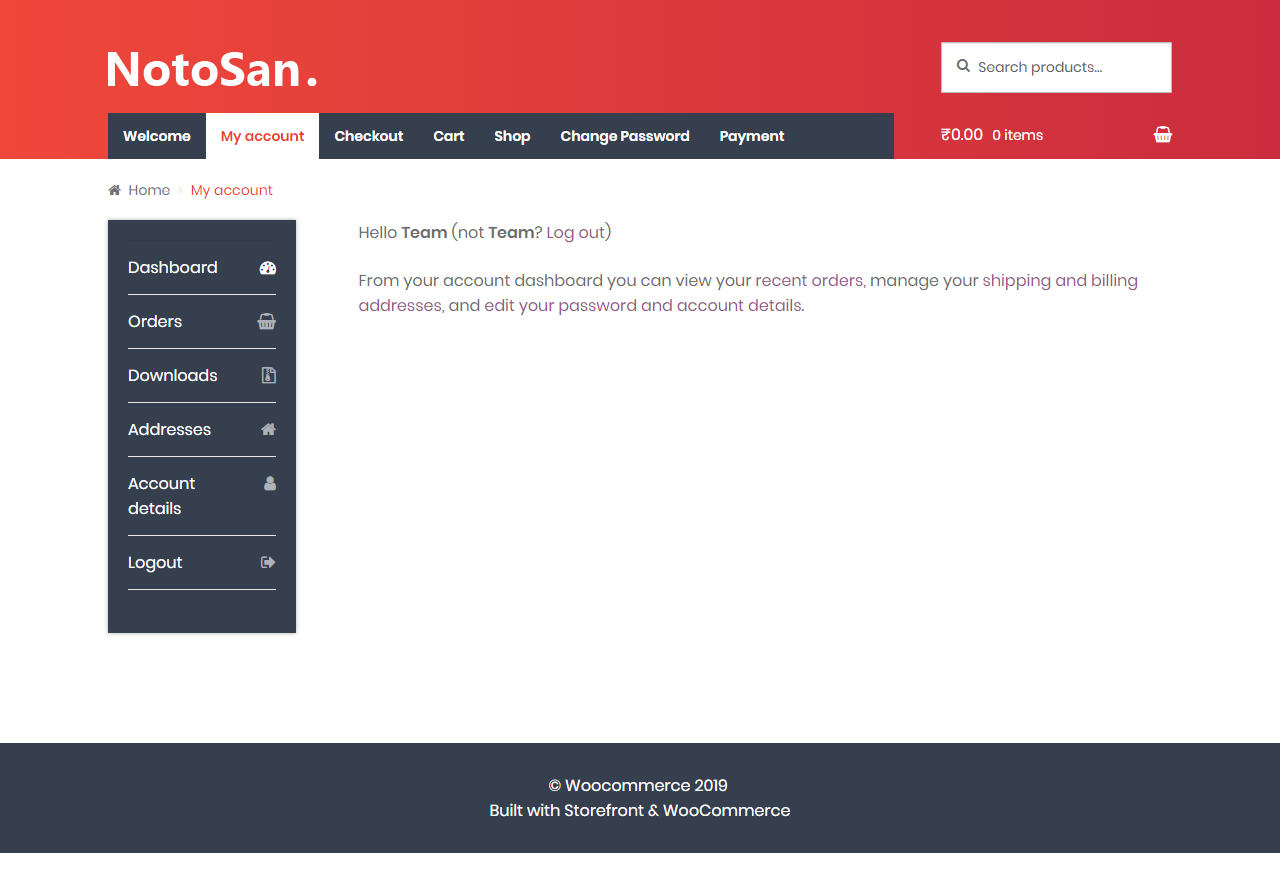 NotoSan.
Search products...
Welcome My account Checkout Cart Shop Change Password Payment
₹0.00 0 items
Home My account
Dashboard
Orders
Downloads
Addresses
Account
details
Logout
Hello Team (not Team? Log out)
From your account dashboard you can view your recent orders, manage your shipping and billing
addresses, and edit your password and account details.
© Woocommerce 2019
Built with Storefront & WooCommerce